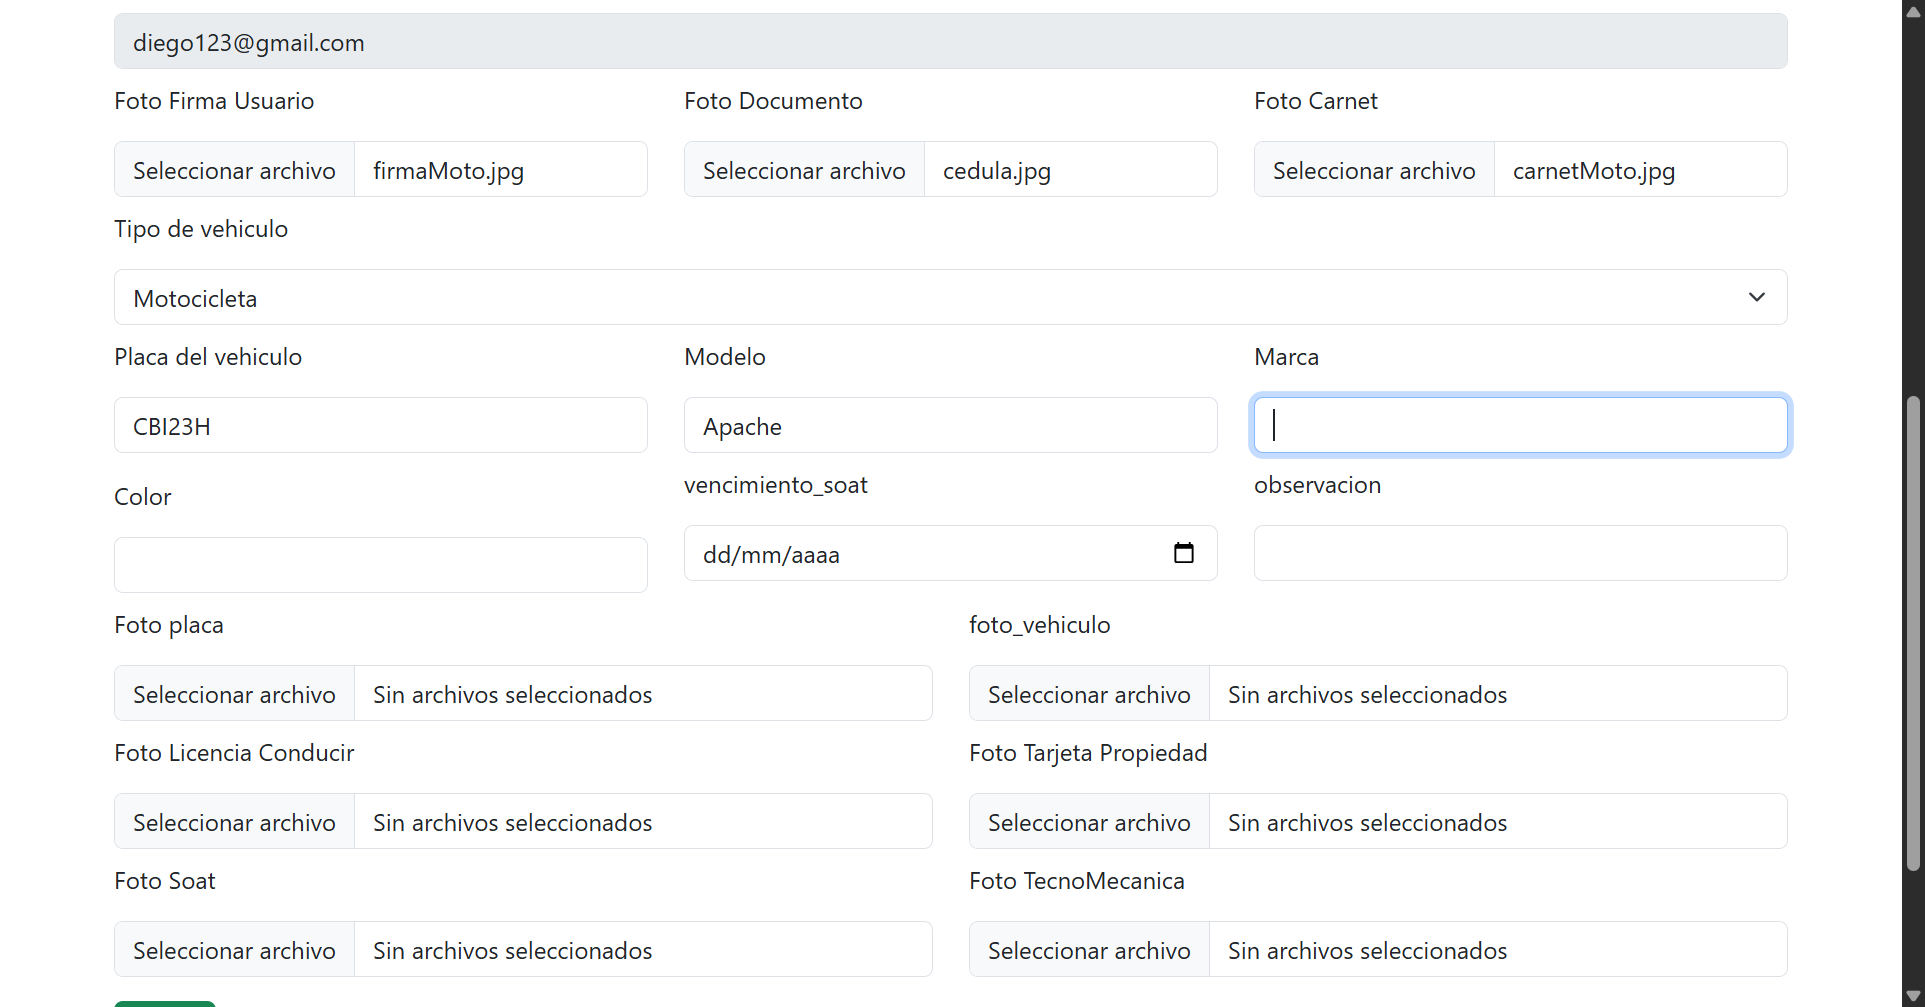 diego123@gmail.com
Foto Firma Usuario
Foto Documento
Foto Carnet
Seleccionar archivo firmaMoto.jpg
Seleccionar archivo cedula.jpg
Seleccionar archivo carnetMoto.jpg
Tipo de vehiculo
Motocicleta
Placa del vehiculo
Modelo
Marca
CBI23H
Apache
Color
vencimiento_soat
observacion
dd/mm/aaaa
Foto placa
foto_vehiculo
Seleccionar archivo Sin archivos seleccionados
Seleccionar archivo Sin archivos seleccionados
Foto Licencia Conducir
Foto Tarjeta Propiedad
Seleccionar archivo Sin archivos seleccionados
Seleccionar archivo Sin archivos seleccionados
Foto Soat
Foto TecnoMecanica
Seleccionar archivo Sin archivos seleccionados
Seleccionar archivo Sin archivos seleccionados